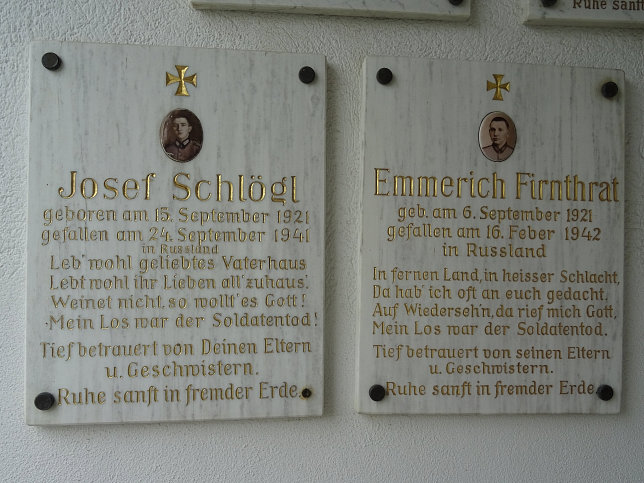 Ruhe sanft
Josef Schlögl
geboren am 15. September 1921
gefallen am 24. September 1941
in Russland
Leb' wohl geliebtes Vaterhaus
Lebt wohl ihr Lieben all' zuhaus'.
Weinet nicht, so wollt'es Gott!
Mein Los war der Soldatentod!
Tief betrauert von Deinen Eltern
u. Geschwistern.
Ruhe sanft in fremder Erde.
Emmerich Firnthrat
geb. am 6. September 1921
gefallen am 16. Feber 1942
in Russland
In fernen Land, in heisser Schlacht,
Da hab' ich oft an euch gedacht.
Auf Wiederseh'n, da rief mich Gott,
Mein Los war der Soldatentod.
Tief betrauert von seinen Eltern
u. Geschwistern.
Ruhe sanft in fremder Erde.